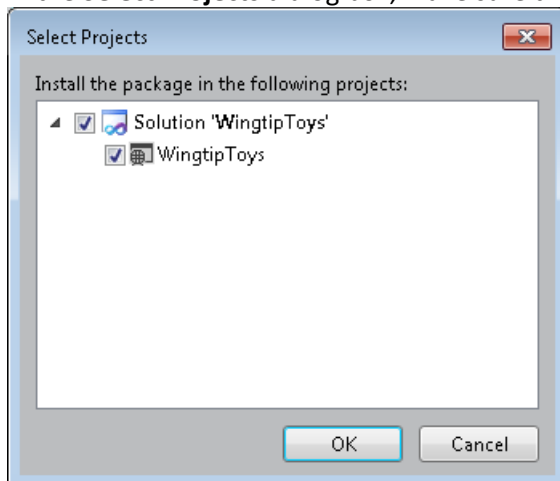 Select Projects
Install the package in the following projects:
Solution 'WingtipToys'
WingtipToys
OK Cancel